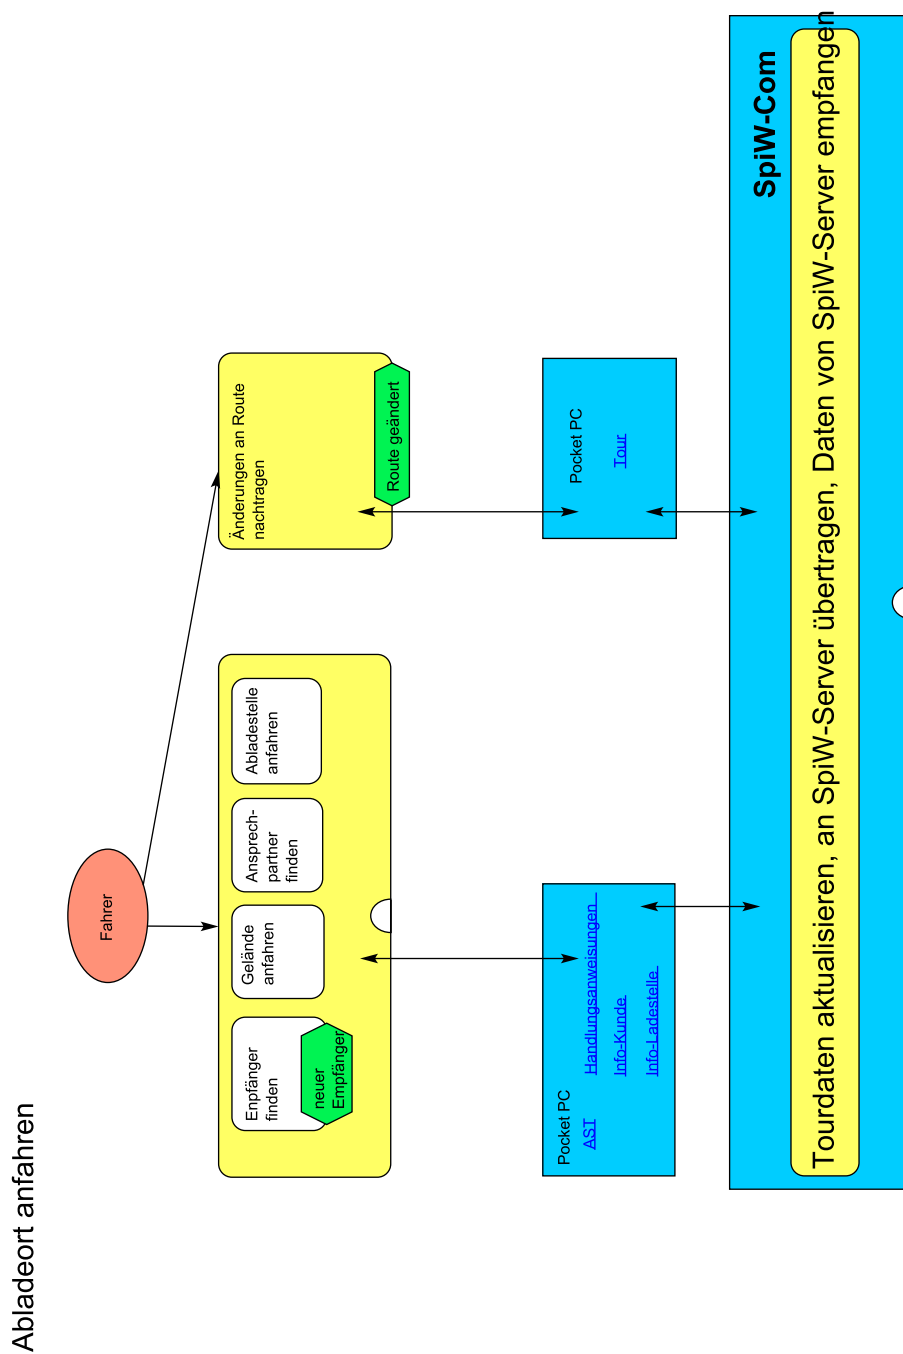 Abladeort anfahren
Fahrer
Enpfänger
finden
neuer
Empfänger
Gelände
anfahren
Ansprech-
partner
finden
Abladestelle
anfahren
Änderungen an Route
nachtragen
Route geändert
Pocket PC
ASI
Handlungsanweisungen
Info-Kunde
Info-Ladestelle
Pocket PC
Tour
SpiW-Com
Tourdaten aktualisieren, an SpiW-Server übertragen, Daten von SpiW-Server empfangen